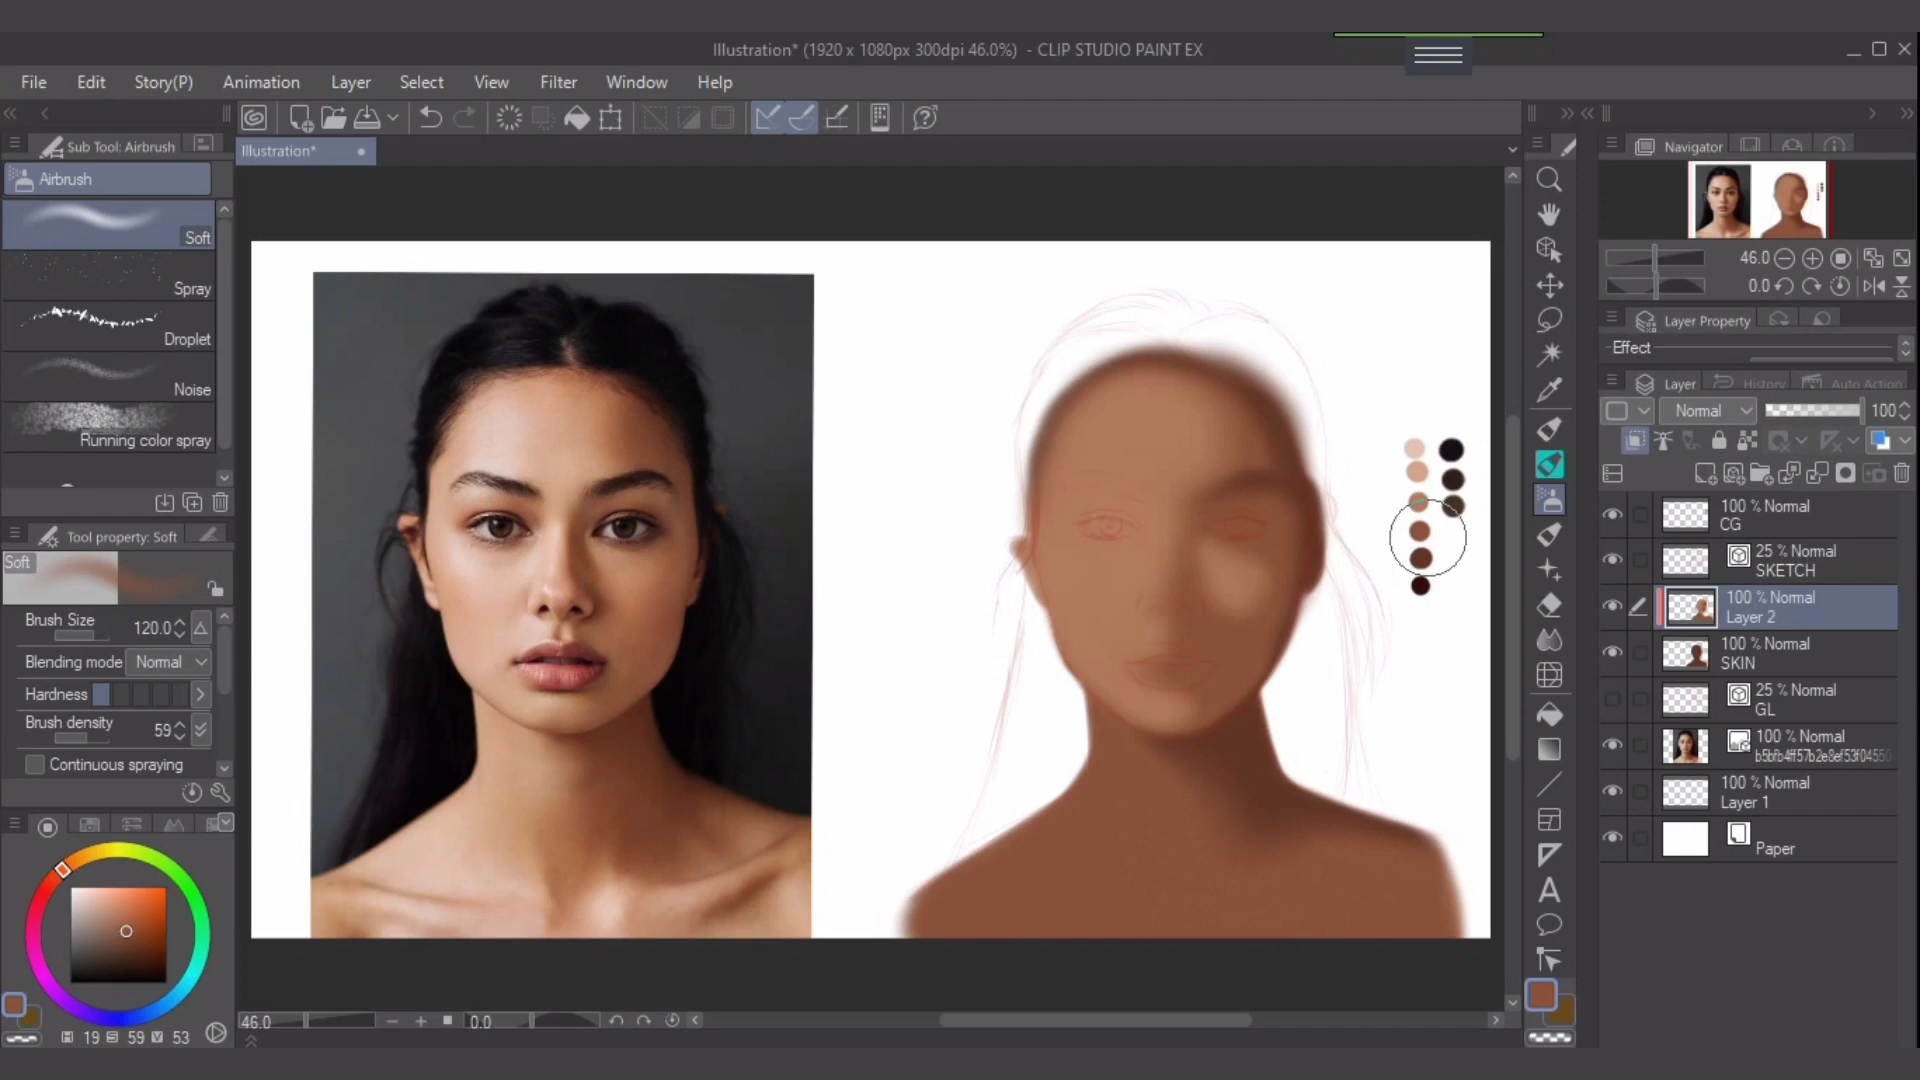 Illustration* (1920 x 1080px 300dpi 46.0%) - CLIP STUDIO PAINT EX
File Edit Story(P) Animation Layer Select View Filter Window Help
Sub Tool: Airbrush
Illustration*
Navigator
Airbrush
Soft
Spray
Droplet
Noise
Running color spray
46.0
0.0
Layer Property
Effect
Layer History Auto Action
Normal 100
Tool property: Soft
Soft
Brush Size 120.0
Blending mode Normal
Hardness
Brush density 59
Continuous spraying
100 % Normal
CG
25 % Normal
SKETCH
100 % Normal
Layer 2
100 % Normal
SKIN
25 % Normal
GL
100 % Normal
b5bfb4ff57b2e8ef53f04550
100 % Normal
Layer 1
Paper
46.0 0.0
H 19 S 59 V 53